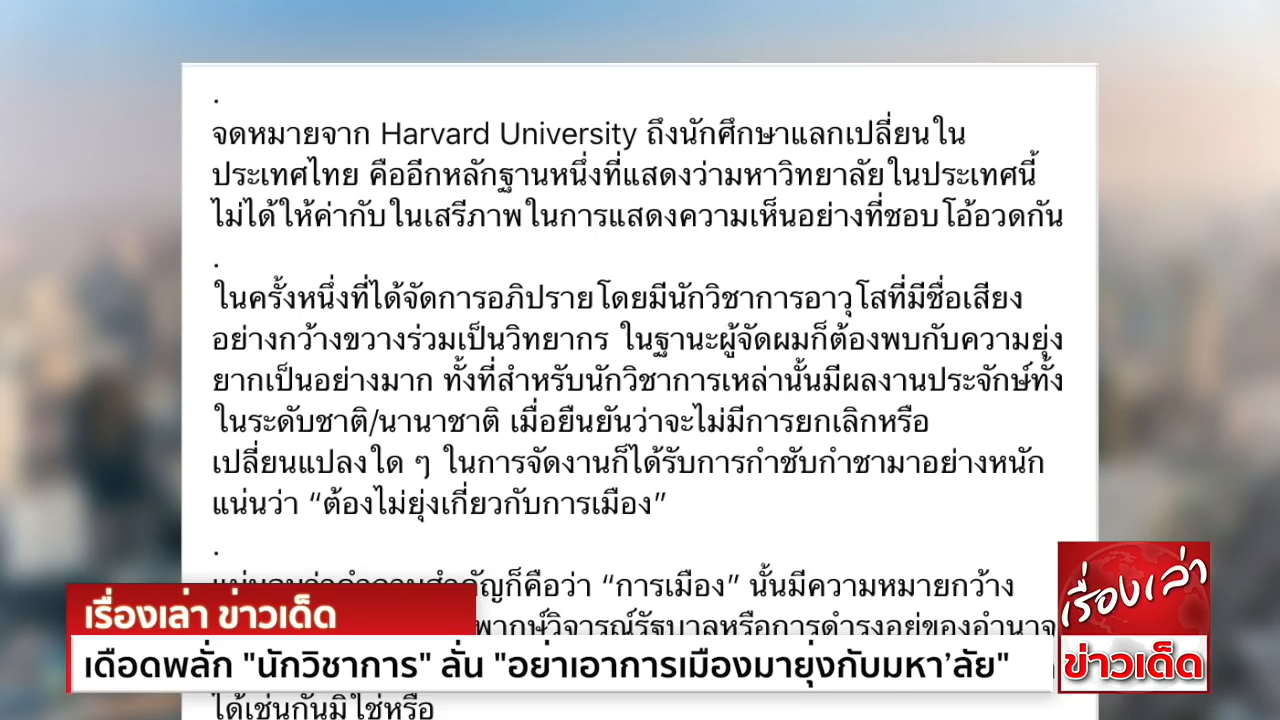 .
จดหมายจาก Harvard University ถึงนักศึกษาแลกเปลี่ยนใน
ประเทศไทย คืออีกหลักฐานหนึ่งที่แสดงว่ามหาวิทยาลัยในประเทศนี้
ไม่ได้ให้ค่ากับในเสรีภาพในการแสดงความเห็นอย่างที่ชอบโอ้อวดกัน
.
ในครั้งหนึ่งที่ได้จัดการอภิปรายโดยมีนักวิชาการอาวุโสที่มีชื่อเสียง
อย่างกว้างขวางร่วมเป็นวิทยากร ในฐานะผู้จัดผมก็ต้องพบกับความยุ่ง
ยากเป็นอย่างมาก ทั้งที่สำหรับนักวิชาการเหล่านั้นมีผลงานประจักษ์ทั้ง
ในระดับชาติ/นานาชาติ เมื่อยืนยันว่าจะไม่มีการยกเลิกหรือ
เปลี่ยนแปลงใด ๆ ในการจัดงานก็ได้รับการกำชับกำชามาอย่างหนัก
แน่นว่า “ต้องไม่ยุ่งเกี่ยวกับการเมือง”
.
ก็คือว่า “การเมือง” นั้นมีความหมายกว้าง
วิจารณ์รัฐบาลหรือการดำรงอยู่ของอำนาจ
ได้เช่นกันมิใช่หรือ
เรื่องเล่า ข่าวเด็ด
เดือดพลั่ก "นักวิชาการ" ลั่น "อย่าเอาการเมืองมายุ่งกับมหา’ลัย"
เรื่องเล่า
ข่าวเด็ด